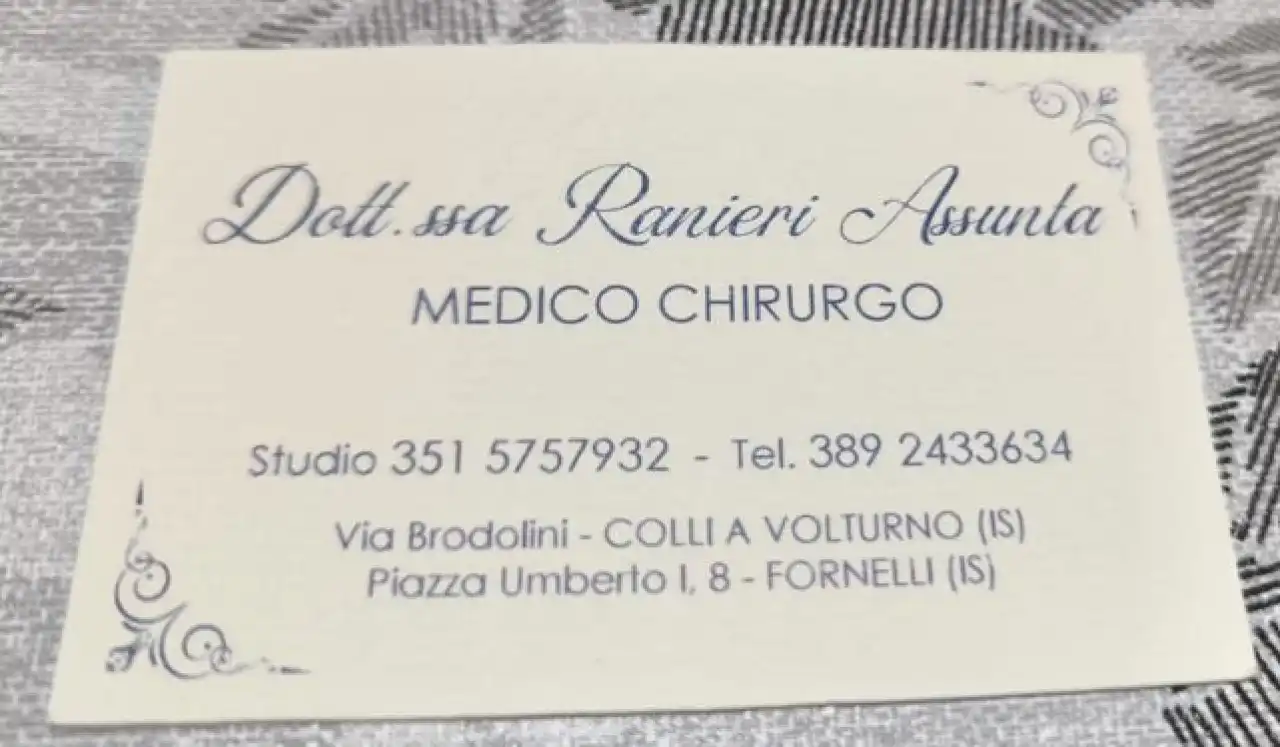 Dott.ssa Ranieri Assunta
MEDICO CHIRURGO
Studio 351 5757932 - Tel. 389 2433634
Via Brodolini - COLLI A VOLTURNO (IS)
Piazza Umberto I, 8 - FORNELLI (IS)